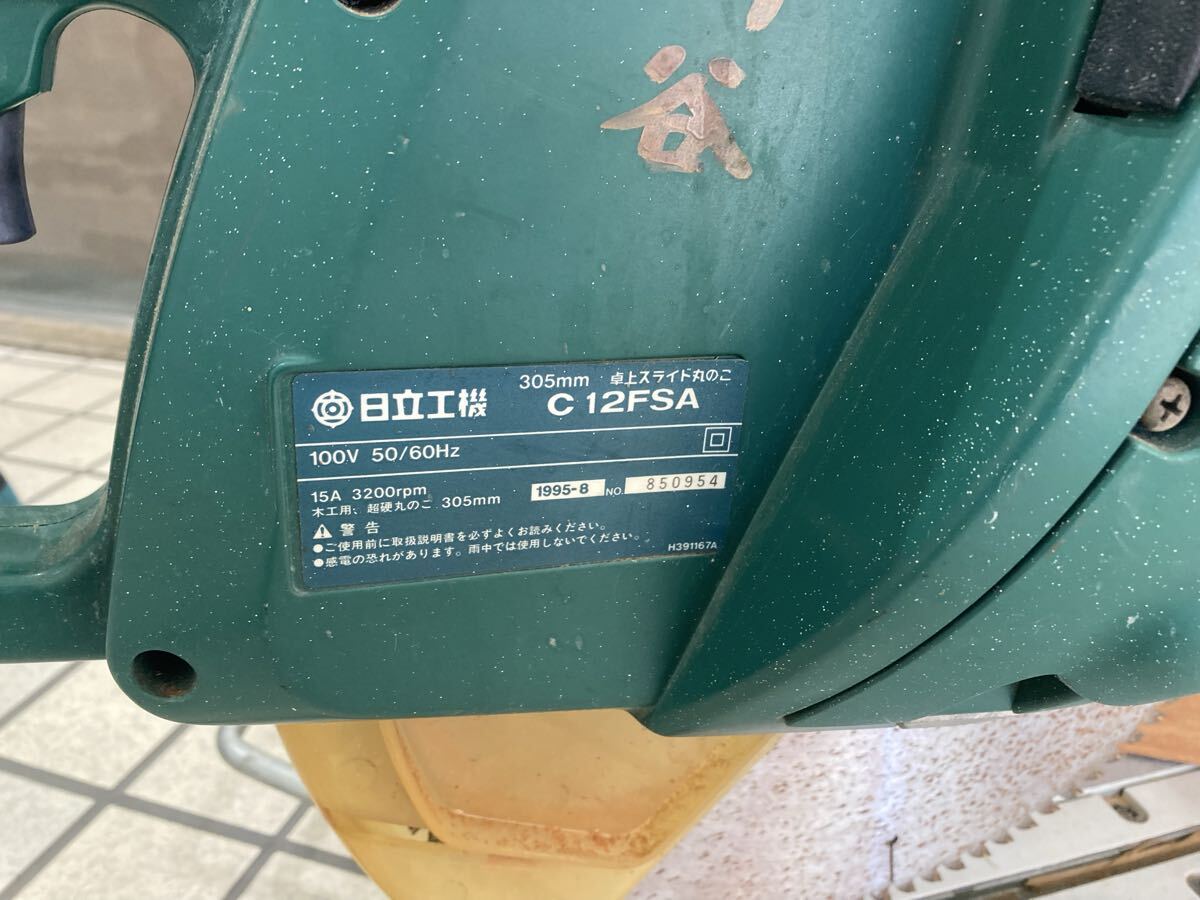 谷
305mm 卓上スライド丸のこ
日立工機 C 12FSA
100V 50/60Hz
15A 3200rpm
木工用、超硬丸のこ 305mm 1995-8 NO. 850954
警告
●ご使用前に取扱説明書を必ずよくお読みください。
●感電の恐れがあります。雨中では使用しないでください。
H391167A